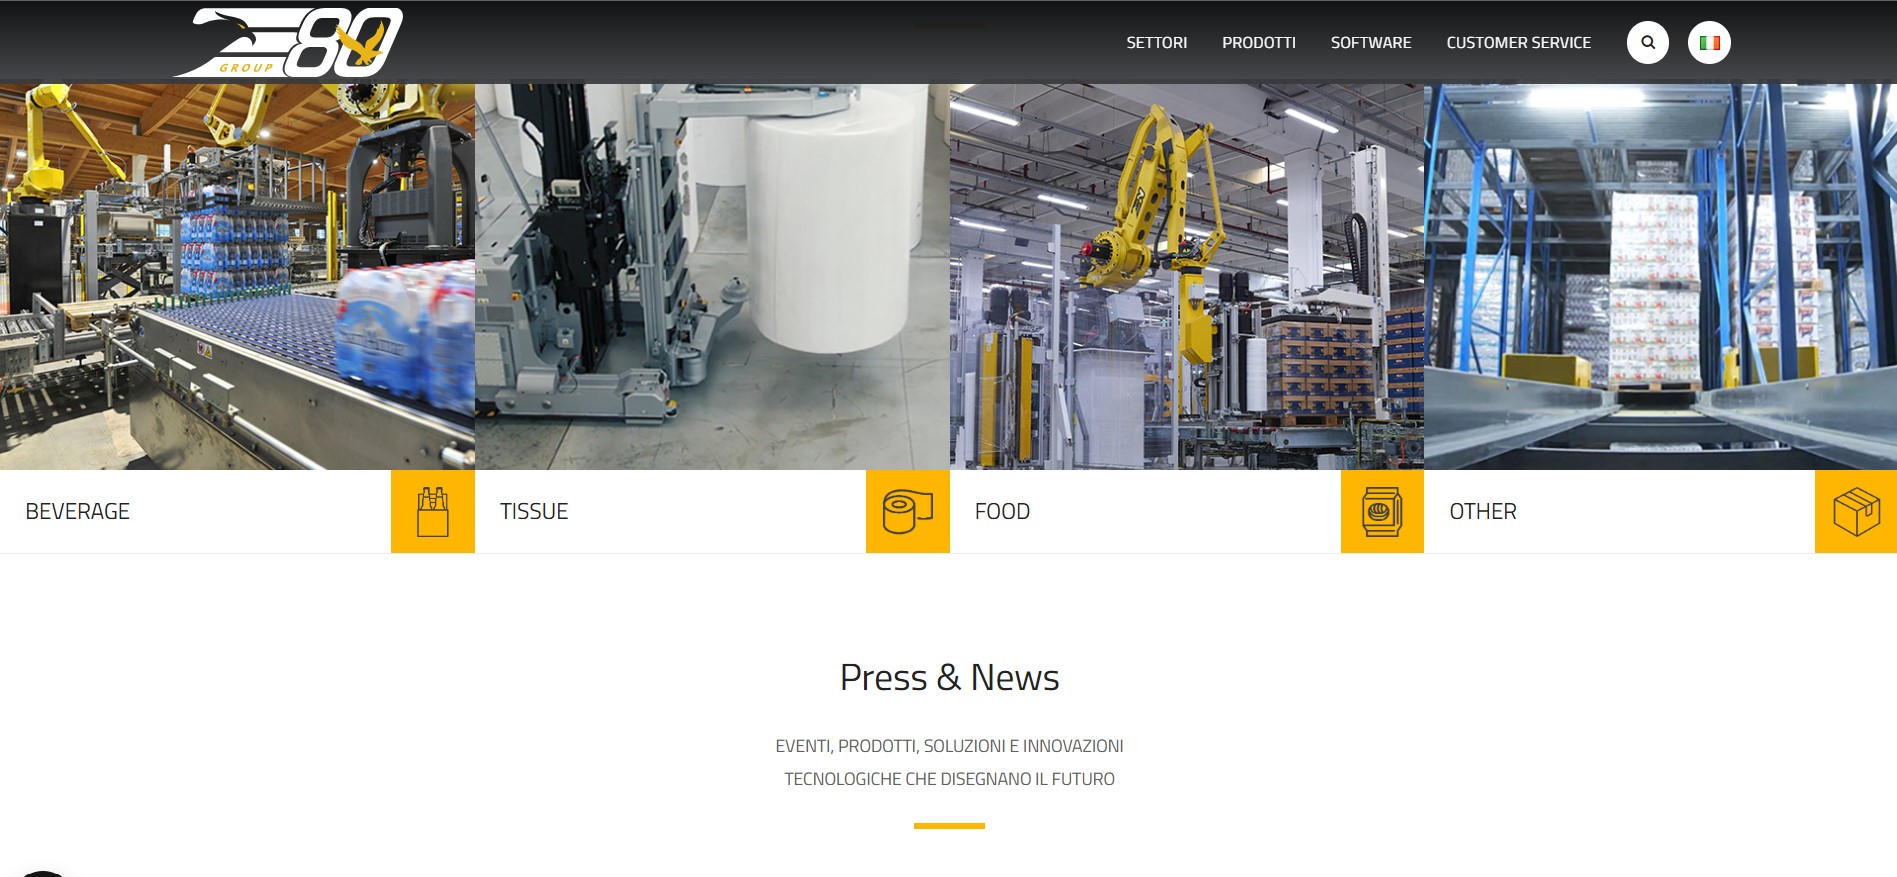 E80
GROUP
SETTORI PRODOTTI SOFTWARE CUSTOMER SERVICE
BEVERAGE TISSUE FOOD OTHER
Press & News
EVENTI, PRODOTTI, SOLUZIONI E INNOVAZIONI
TECNOLOGICHE CHE DISEGNANO IL FUTURO